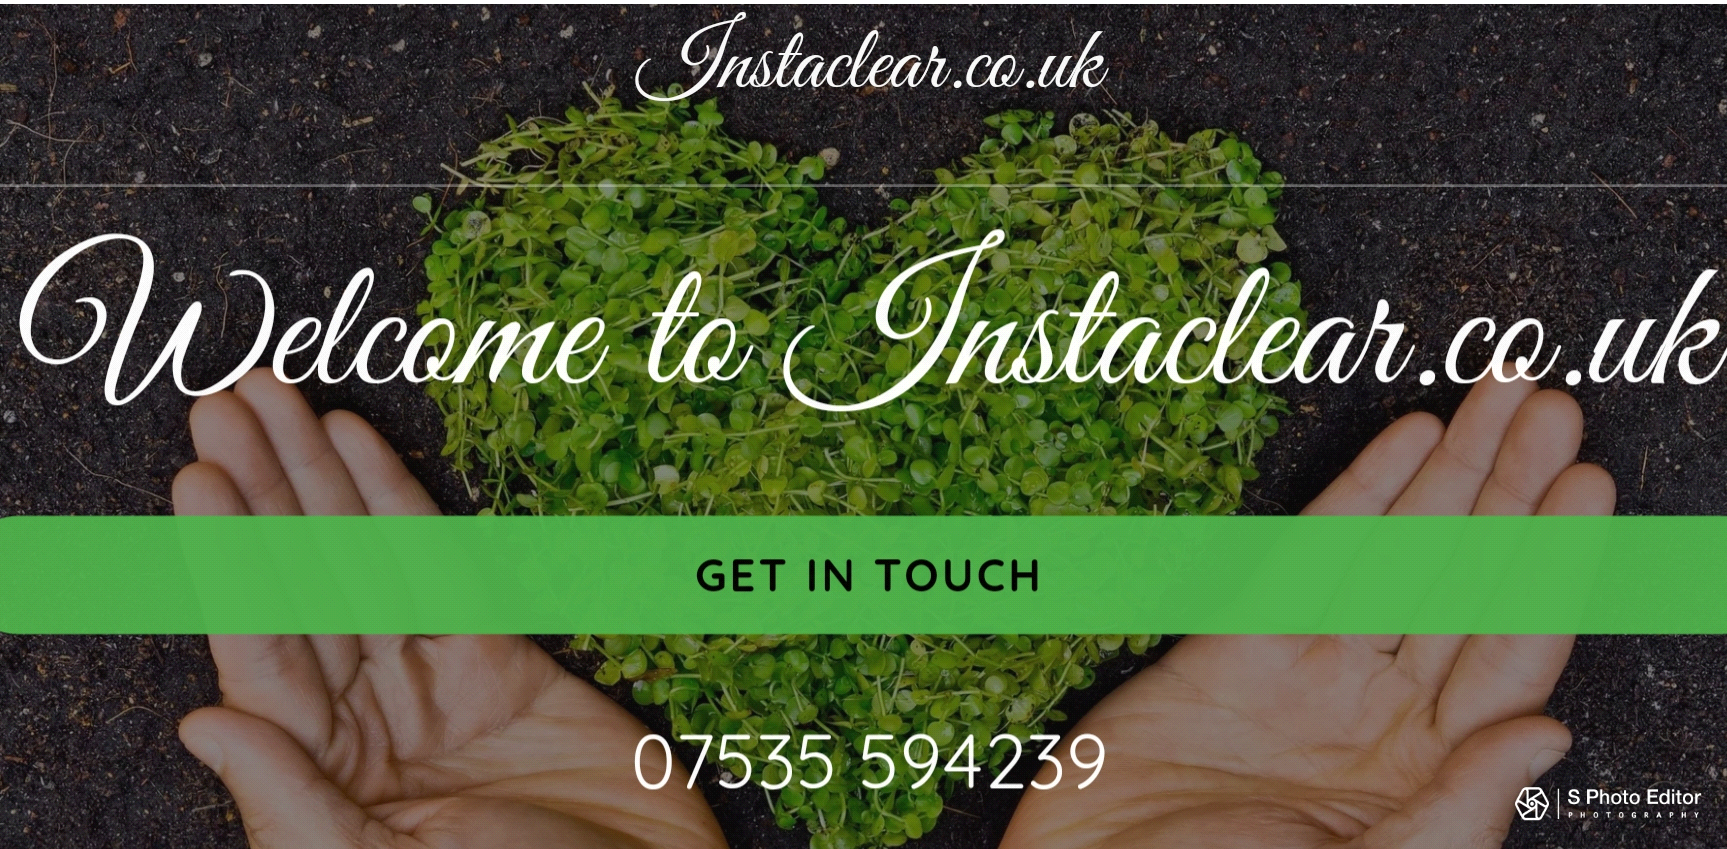 Instaclear.co.uk
Welcome to Instaclear.co.uk
GET IN TOUCH
07535 594239
S Photo Editor
PHOTOGRAPHY